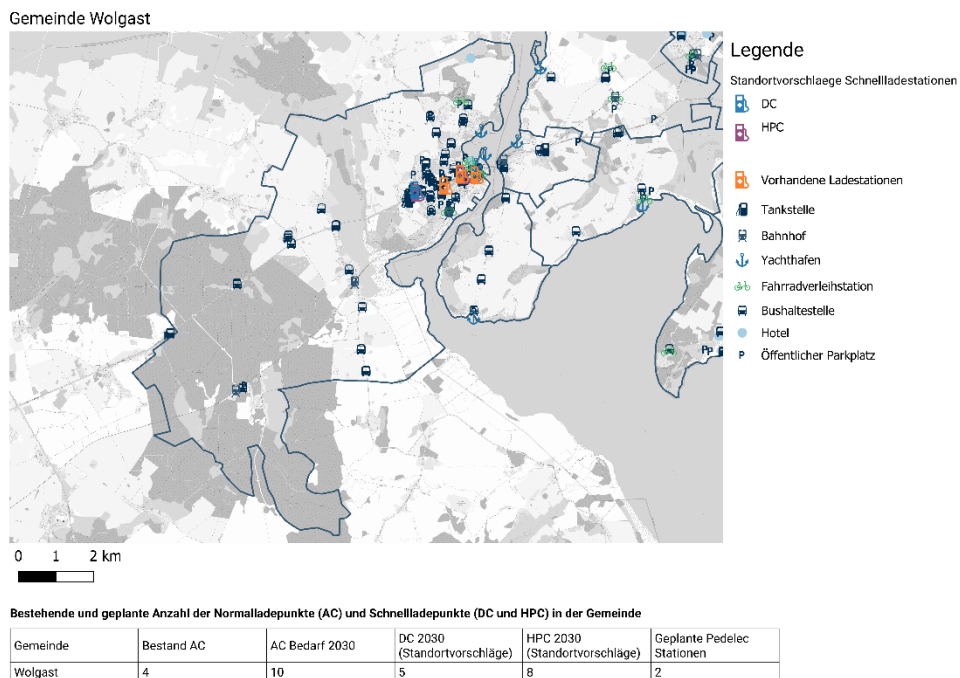 Gemeinde Wolgast
Legende
Standortvorschlaege Schnellladestationen
DC
HPC
Vorhandene Ladestationen
Tankstelle
Bahnhof
Yachthafen
Fahrradverleihstation
Bushaltestelle
Hotel
P Öffentlicher Parkplatz
0 1 2 km
Bestehende und geplante Anzahl der Normalladepunkte (AC) und Schnellladepunkte (DC und HPC) in der Gemeinde
Gemeinde Bestand AC AC Bedarf 2030 DC 2030 (Standortvorschläge) HPC 2030 (Standortvorschläge) Geplante Pedelec Stationen
Wolgast 4 10 5 8 2